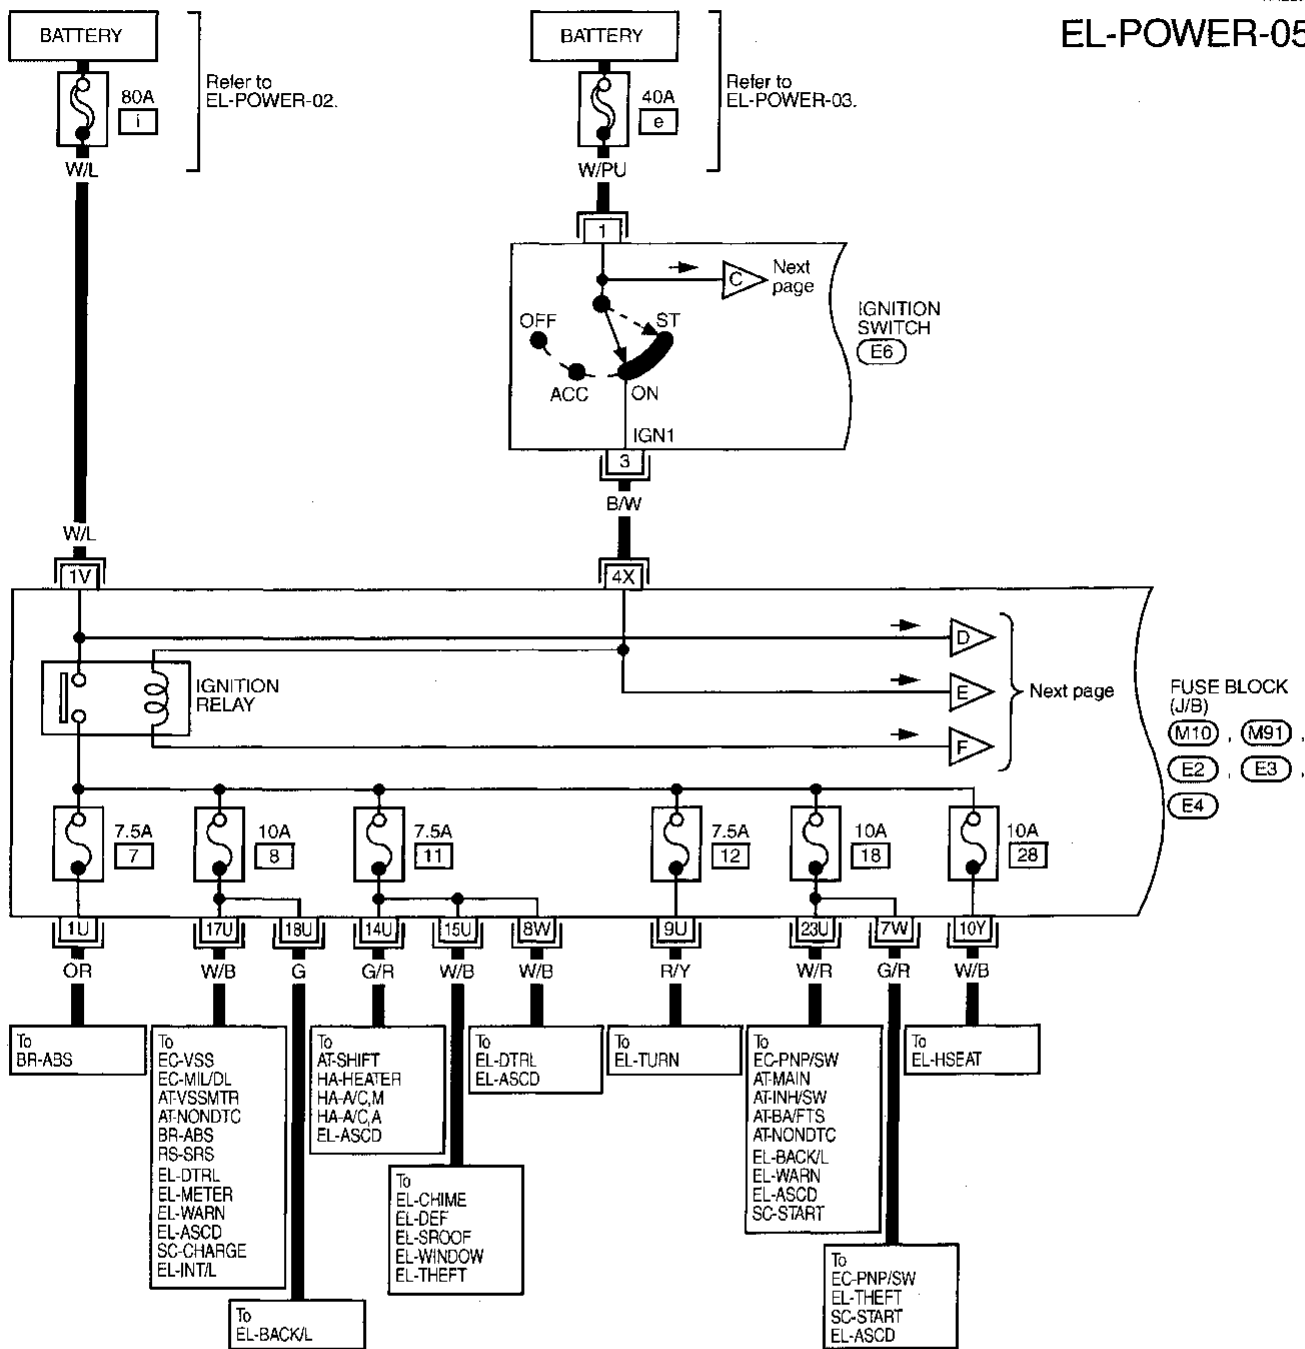 EL-POWER-05
BATTERY
80A
i
Refer to
EL-POWER-02.
W/L
BATTERY
40A
e
Refer to
EL-POWER-03.
W/PU
1
C
Next
page
OFF
ST
ACC
ON
IGN1
IGNITION
SWITCH
E6
3
B/W
W/L
1V
4X
D
E
F
Next page
IGNITION
RELAY
FUSE BLOCK
(J/B)
M10 , M91 ,
E2 , E3 ,
E4
7.5A
7
10A
8
7.5A
11
7.5A
12
10A
18
10A
28
1U
17U
18U
14U
15U
8W
9U
23U
7W
10Y
OR
W/B
G
G/R
W/B
W/B
R/Y
W/R
G/R
W/B
To
BR-ABS
To
EC-VSS
EC-MIL/DL
AT-VSSMTR
AT-NONDTC
BR-ABS
RS-SRS
EL-DTRL
EL-METER
EL-WARN
EL-ASCD
SC-CHARGE
EL-INT/L
To
EL-BACK/L
To
AT-SHIFT
HA-HEATER
HA-A/C,M
HA-A/C,A
EL-ASCD
To
EL-CHIME
EL-DEF
EL-SROOF
EL-WINDOW
EL-THEFT
To
EL-DTRL
EL-ASCD
To
EL-TURN
To
EC-PNP/SW
AT-MAIN
AT-INH/SW
AT-BA/FTS
AT-NONDTC
EL-BACK/L
EL-WARN
EL-ASCD
SC-START
To
EC-PNP/SW
EL-THEFT
SC-START
EL-ASCD
To
EL-HSEAT